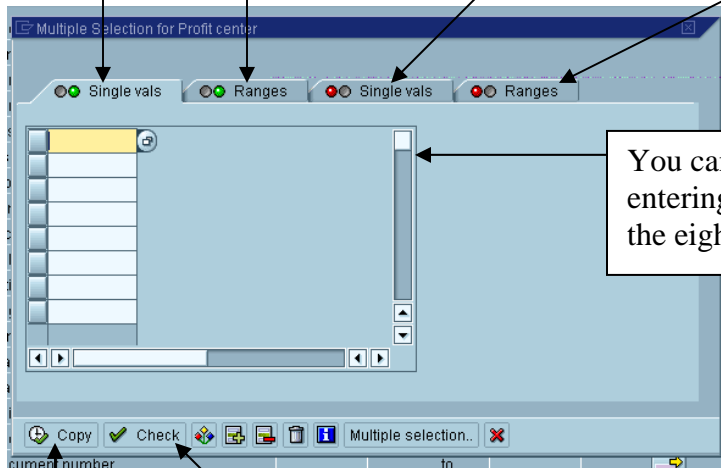 Multiple Selection for Profit center
Single vals Ranges Single vals Ranges
You ca
entering
the eigh
Copy Check Multiple selection..
cument number to